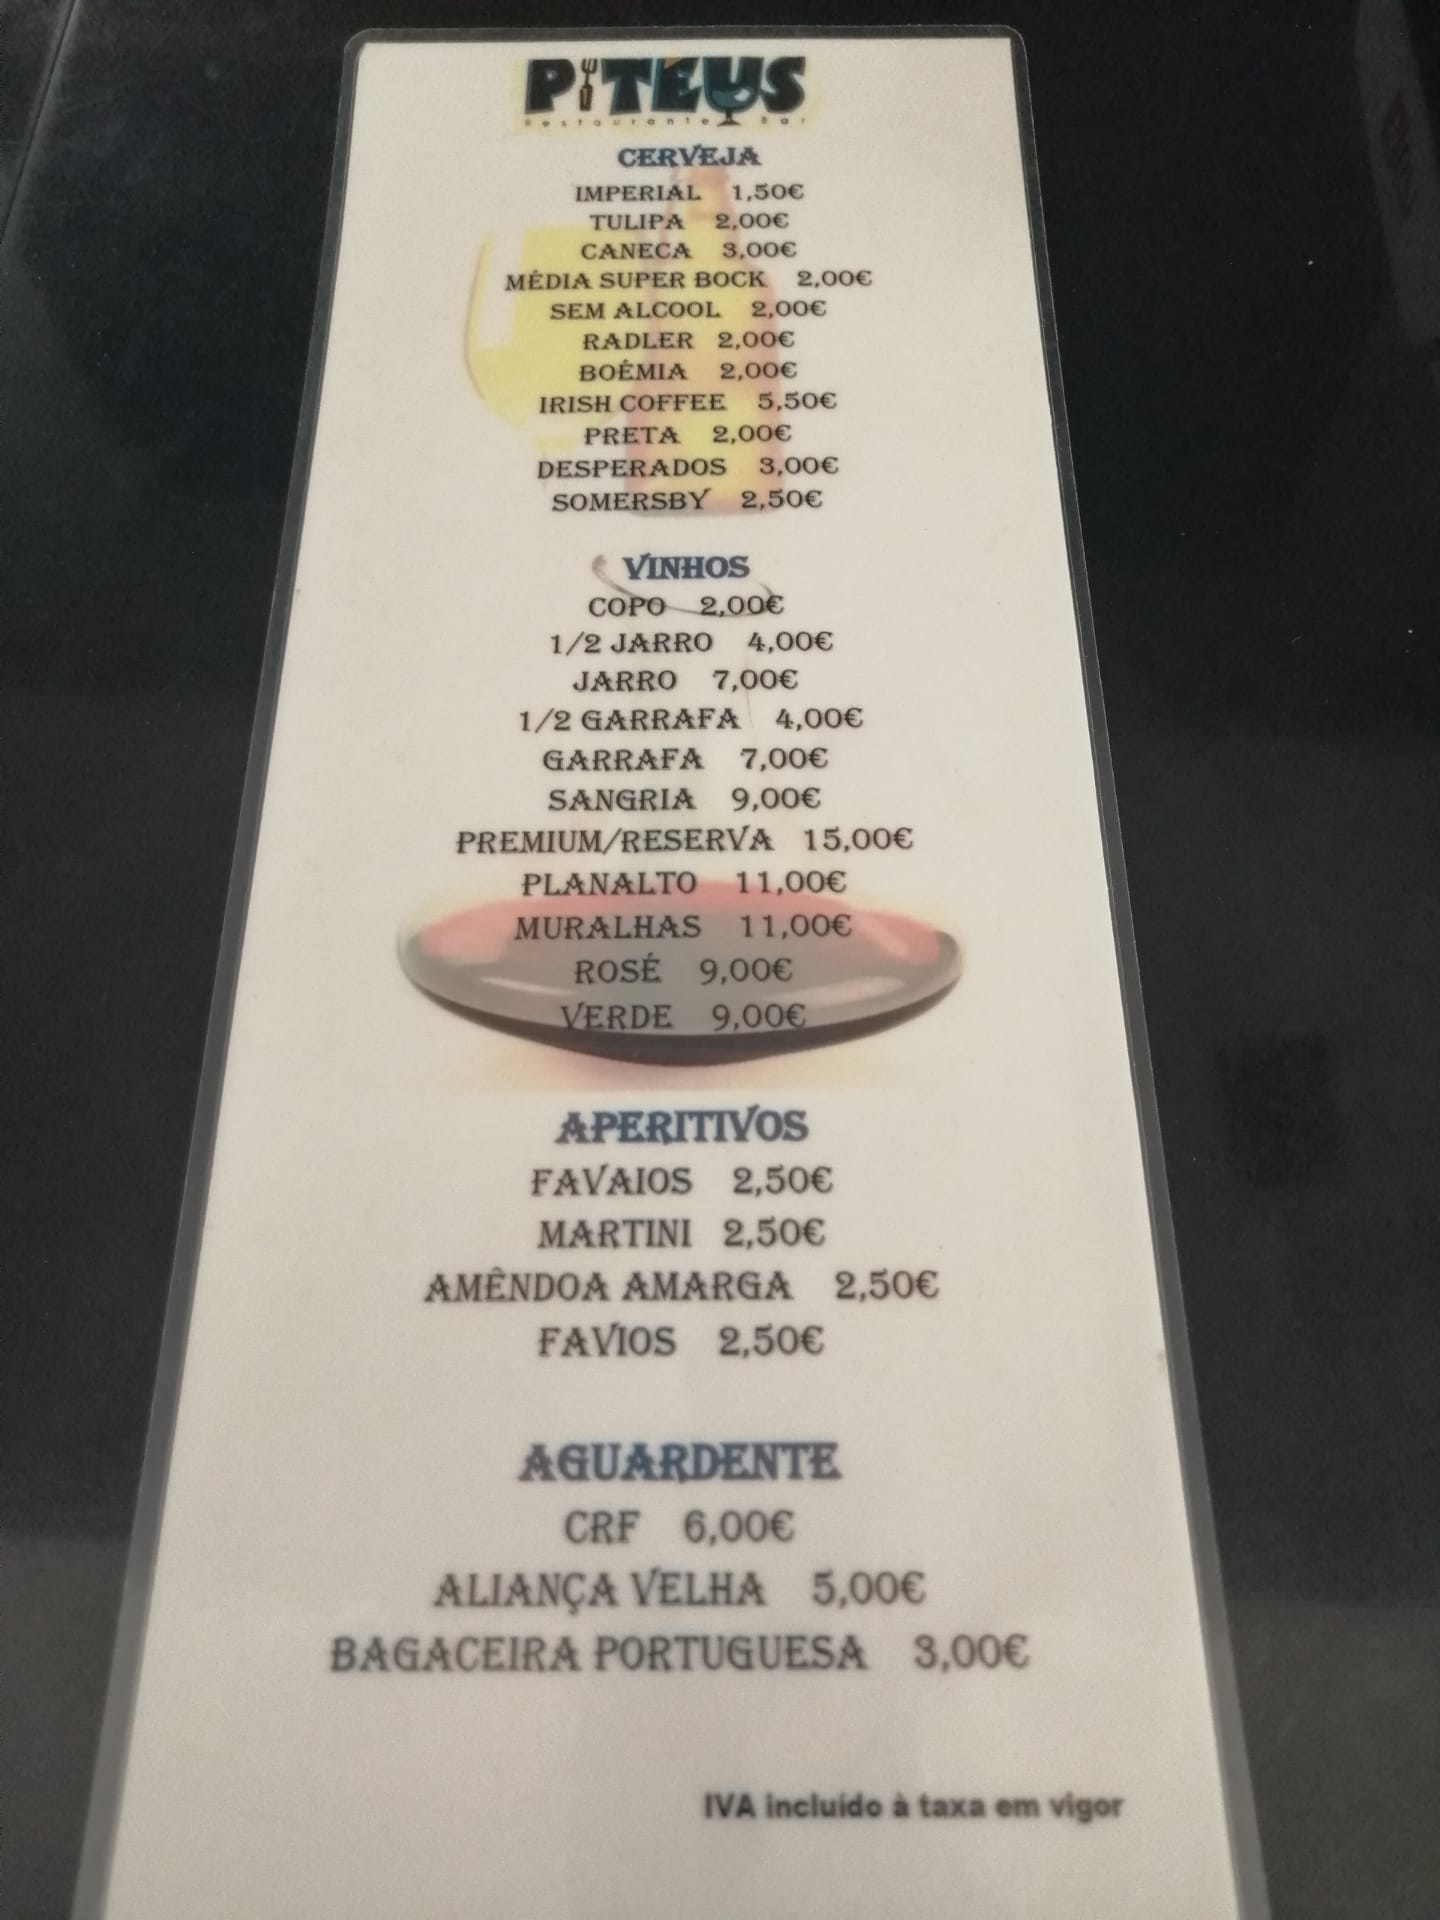 PITÉUS
Restaurante Bar
CERVEJA
IMPERIAL 1,50€
TULIPA 2,00€
CANECA 3,00€
MÉDIA SUPER BOCK 2,00€
SEM ALCOOL 2,00€
RADLER 2,00€
BOÉMIA 2,00€
IRISH COFFEE 5,50€
PRETA 2,00€
DESPERADOS 3,00€
SOMERSBY 2,50€
VINHOS
COPO 2,00€
1/2 JARRO 4,00€
JARRO 7,00€
1/2 GARRAFA 4,00€
GARRAFA 7,00€
SANGRIA 9,00€
PREMIUM/RESERVA 15,00€
PLANALTO 11,00€
MURALHAS 11,00€
ROSÉ 9,00€
VERDE 9,00€
APERITIVOS
FAVAIOS 2,50€
MARTINI 2,50€
AMÊNDOA AMARGA 2,50€
FAVIOS 2,50€
AGUARDENTE
CRF 6,00€
ALIANÇA VELHA 5,00€
BAGACEIRA PORTUGUESA 3,00€
IVA incluido à taxa em vigor